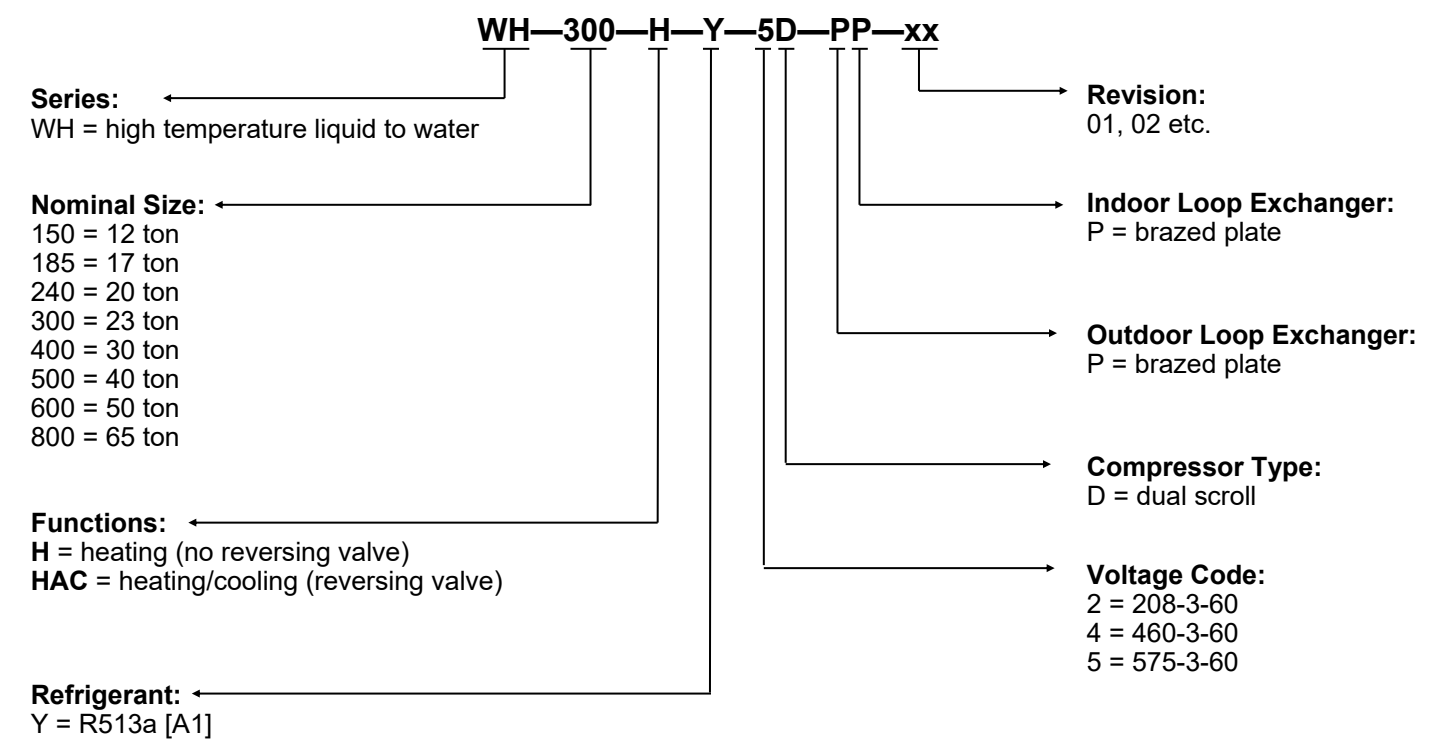 WH—300—H—Y—5D—PP—xx
Series:
WH = high temperature liquid to water
Nominal Size:
150 = 12 ton
185 = 17 ton
240 = 20 ton
300 = 23 ton
400 = 30 ton
500 = 40 ton
600 = 50 ton
800 = 65 ton
Functions:
H = heating (no reversing valve)
HAC = heating/cooling (reversing valve)
Refrigerant:
Y = R513a [A1]
Revision:
01, 02 etc.
Indoor Loop Exchanger:
P = brazed plate
Outdoor Loop Exchanger:
P = brazed plate
Compressor Type:
D = dual scroll
Voltage Code:
2 = 208-3-60
4 = 460-3-60
5 = 575-3-60